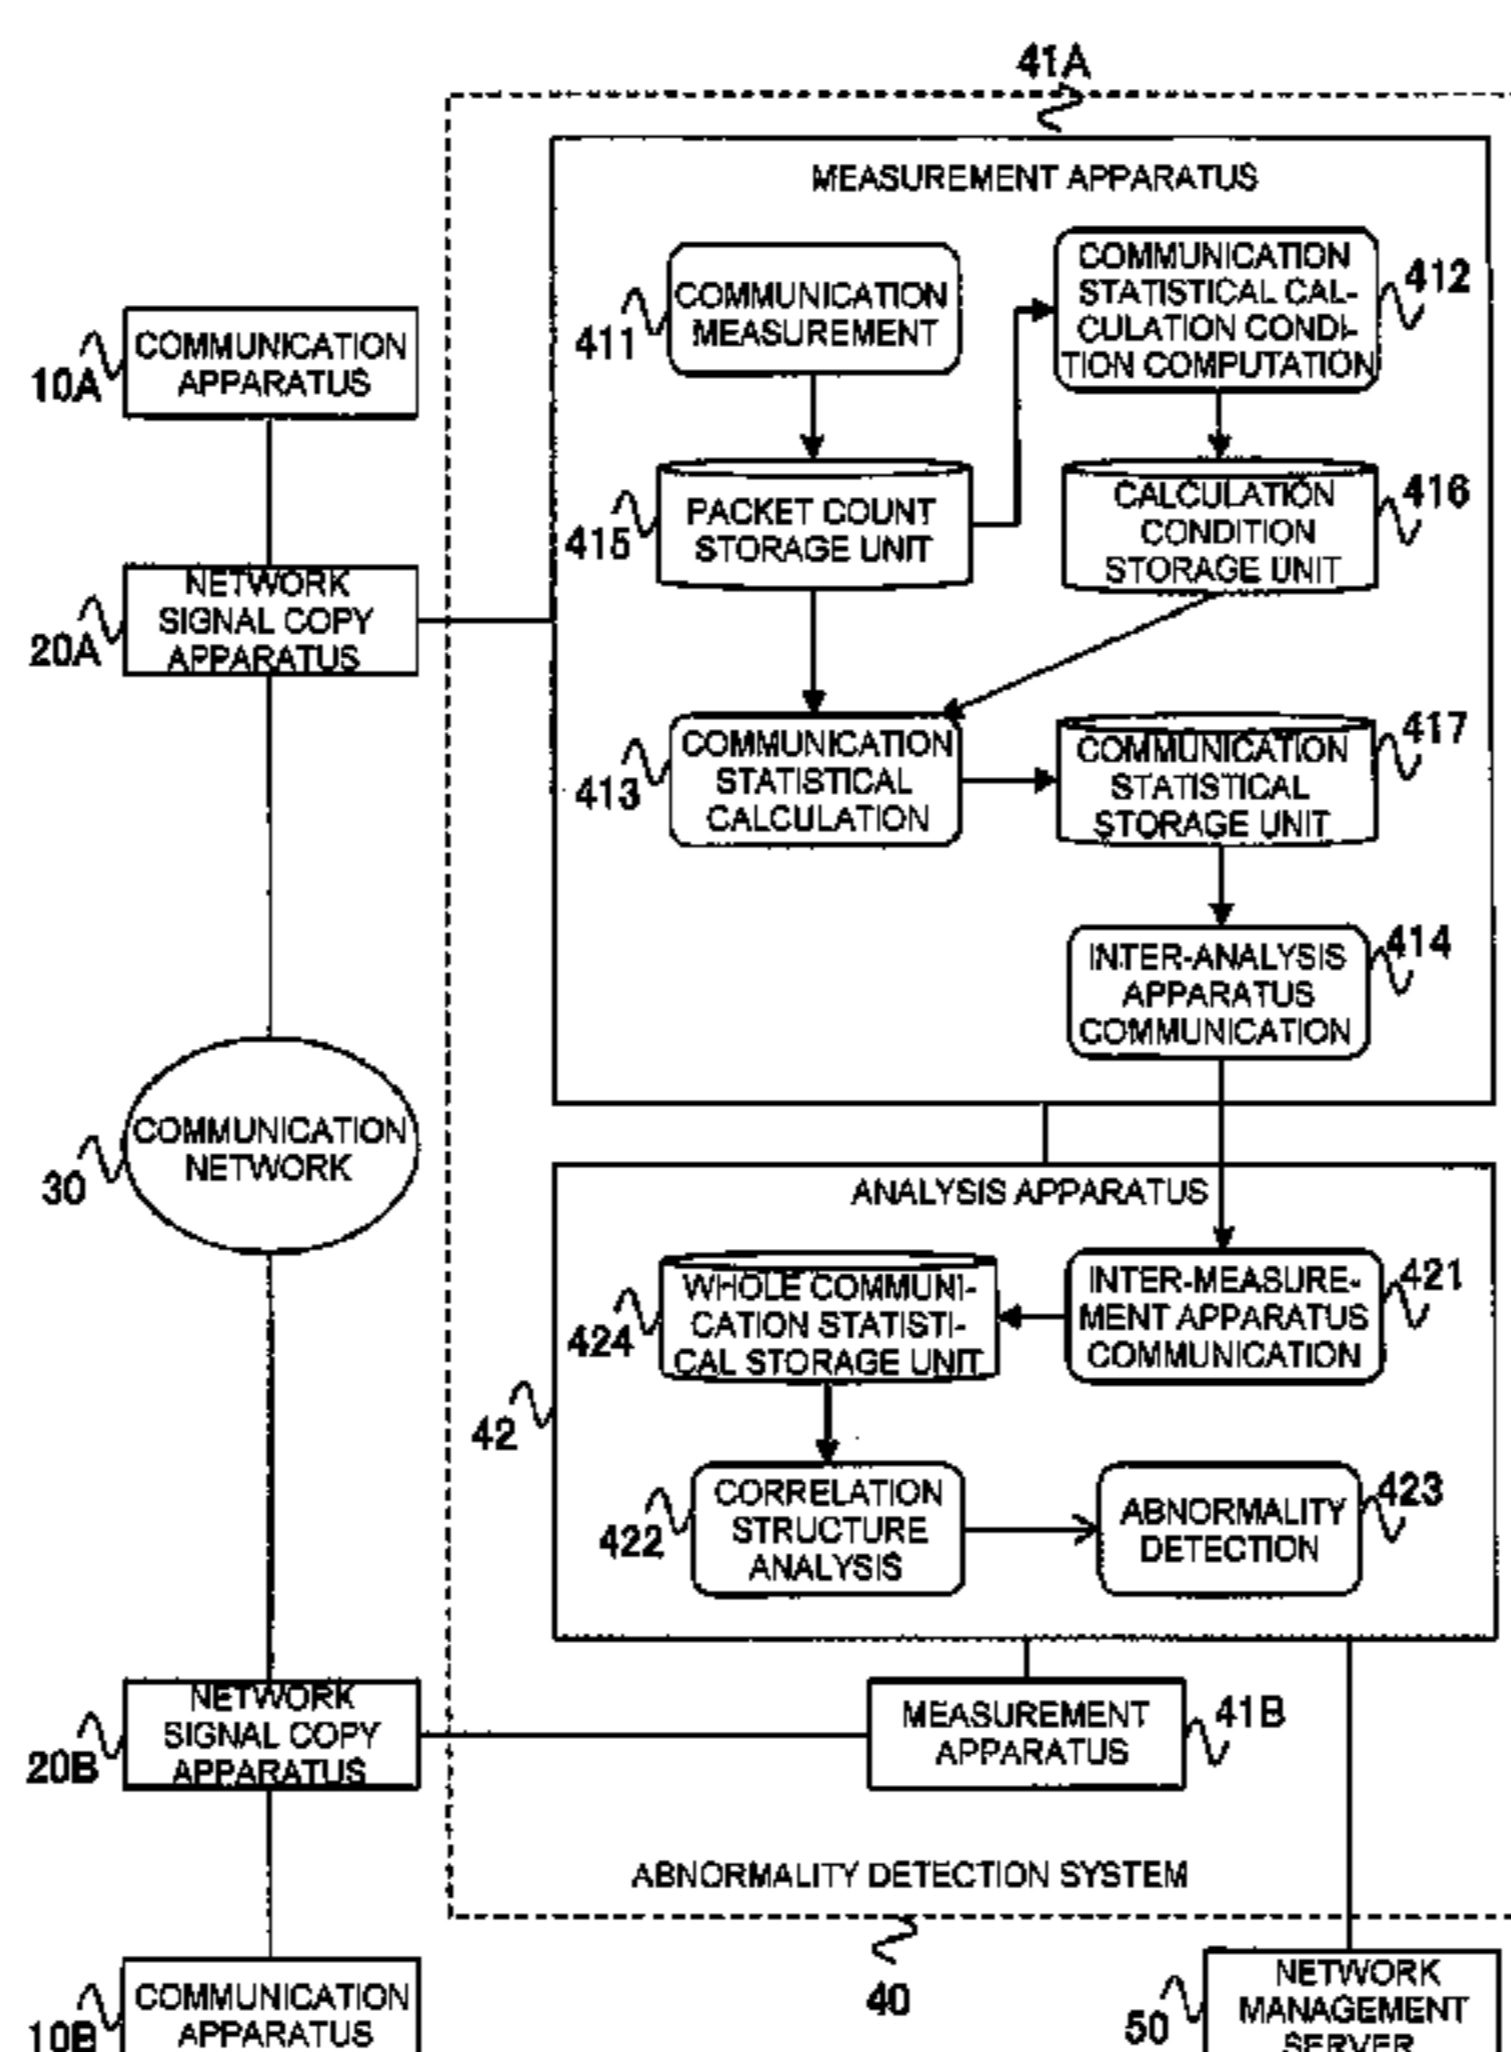 41A
MEASUREMENT APPARATUS
COMMUNICATION
MEASUREMENT
411
COMMUNICATION
STATISTICAL CAL-
CULATION CONDI-
TION COMPUTATION
412
COMMUNICATION
APPARATUS
10A
PACKET COUNT
STORAGE UNIT
415
CALCULATION
CONDITION
STORAGE UNIT
416
NETWORK
SIGNAL COPY
APPARATUS
20A
COMMUNICATION
STATISTICAL
CALCULATION
413
COMMUNICATION
STATISTICAL
STORAGE UNIT
417
INTER-ANALYSIS
APPARATUS
COMMUNICATION
414
COMMUNICATION
NETWORK
30
ANALYSIS APPARATUS
WHOLE COMMUNI-
CATION STATISTI-
CAL STORAGE UNIT
424
INTER-MEASURE-
MENT APPARATUS
COMMUNICATION
421
42
CORRELATION
STRUCTURE
ANALYSIS
422
ABNORMALITY
DETECTION
423
NETWORK
SIGNAL COPY
APPARATUS
20B
MEASUREMENT
APPARATUS
41B
ABNORMALITY DETECTION SYSTEM
40
COMMUNICATION
APPARATUS
10B
NETWORK
MANAGEMENT
SERVER
50